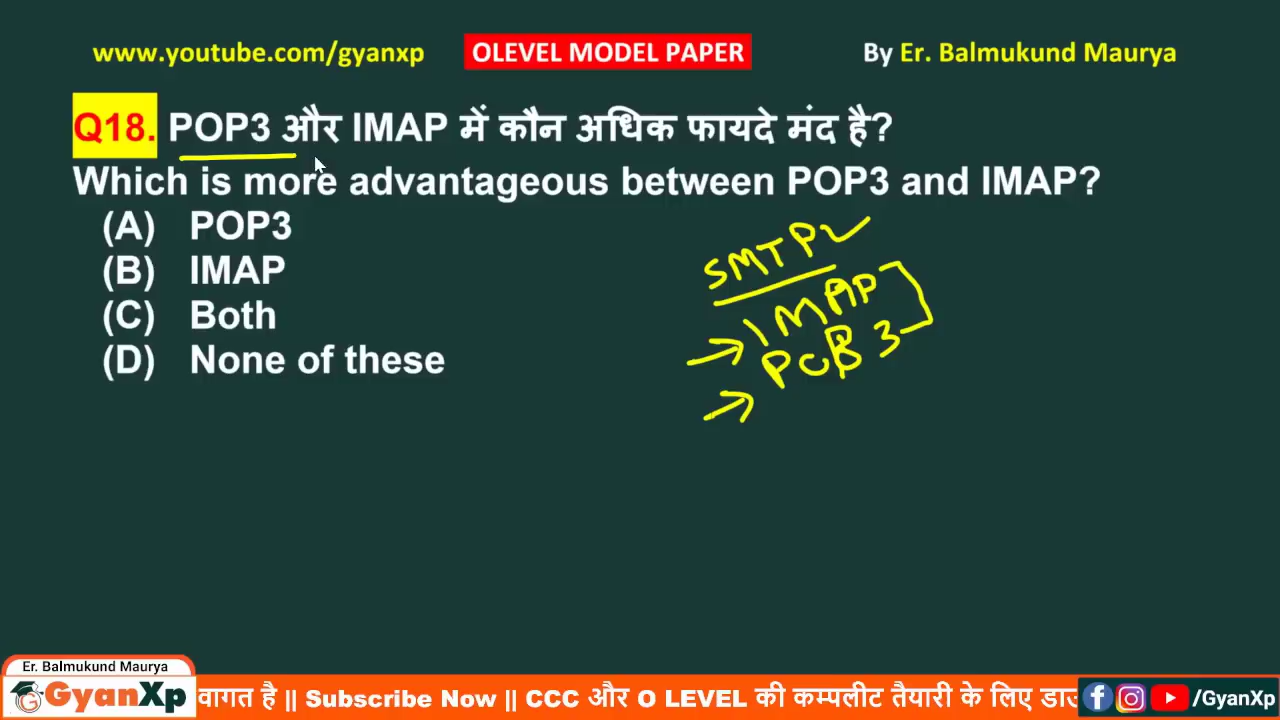 www.youtube.com/gyanxp OLEVEL MODEL PAPER By Er. Balmukund Maurya
Q18. POP3 और IMAP में कौन अधिक फायदे मंद है?
Which is more advantageous between POP3 and IMAP?
(A) POP3
(B) IMAP
(C) Both
(D) None of these
SMTP
IMAP
POP3
Er. Balmukund Maurya
GyanXp वागत है || Subscribe Now || CCC और O LEVEL की कम्पलीट तैयारी के लिए डाउ /GyanXp